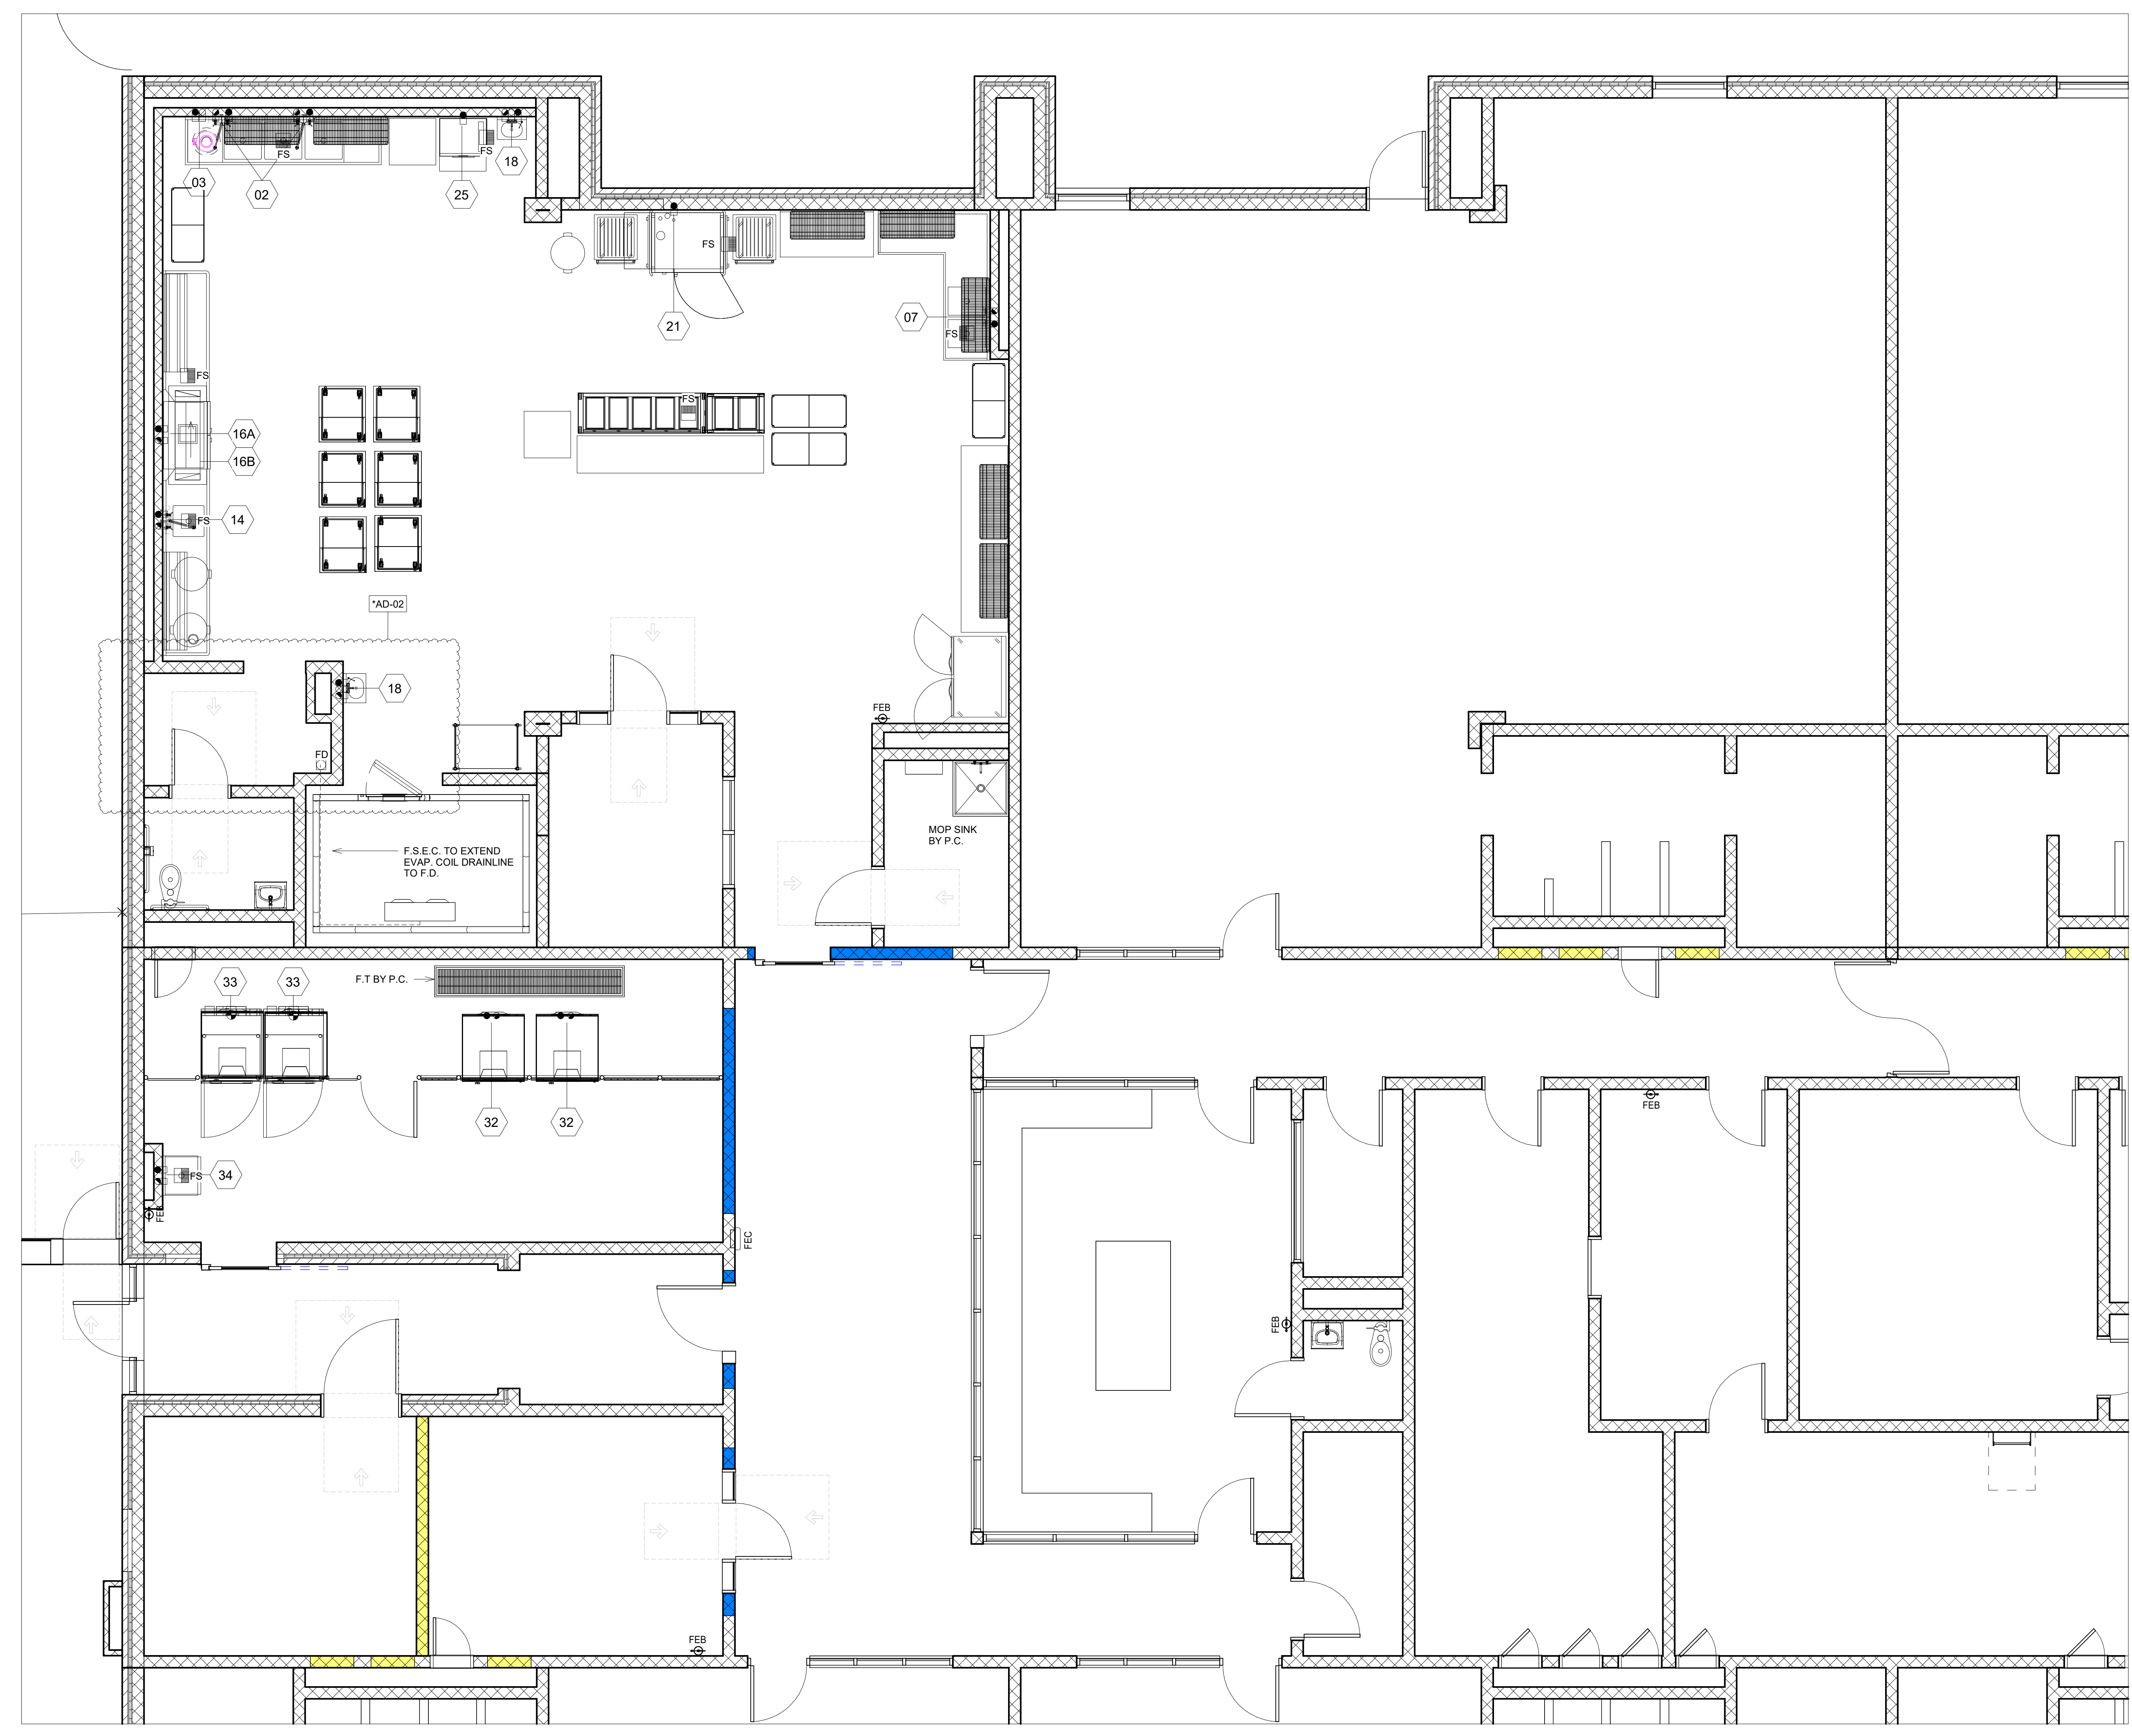 FS
FS
18
03
02
25
FS
21
07
FS
FS
FS
16A
16B
FS
14
*AD-02
18
FEB
FD
MOP SINK
BY P.C.
F.S.E.C. TO EXTEND
EVAP. COIL DRAINLINE
TO F.D.
33
33
F.T BY P.C.
FEB
32
32
FS
34
FEB
FEC
FEB
FEB